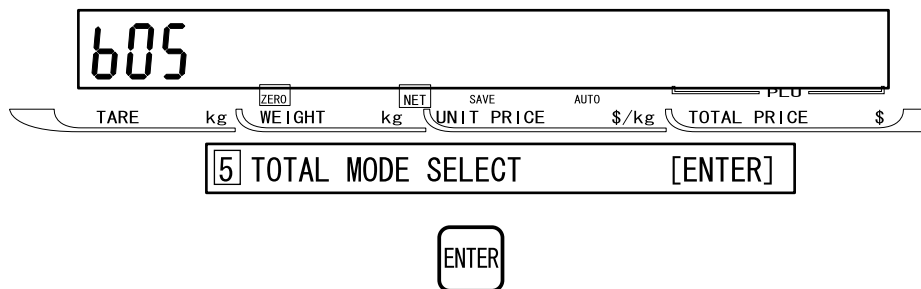 b05
ZERO NET SAVE AUTO PLU
TARE kg WEIGHT kg UNIT PRICE $/kg TOTAL PRICE $
5 TOTAL MODE SELECT [ENTER]
ENTER